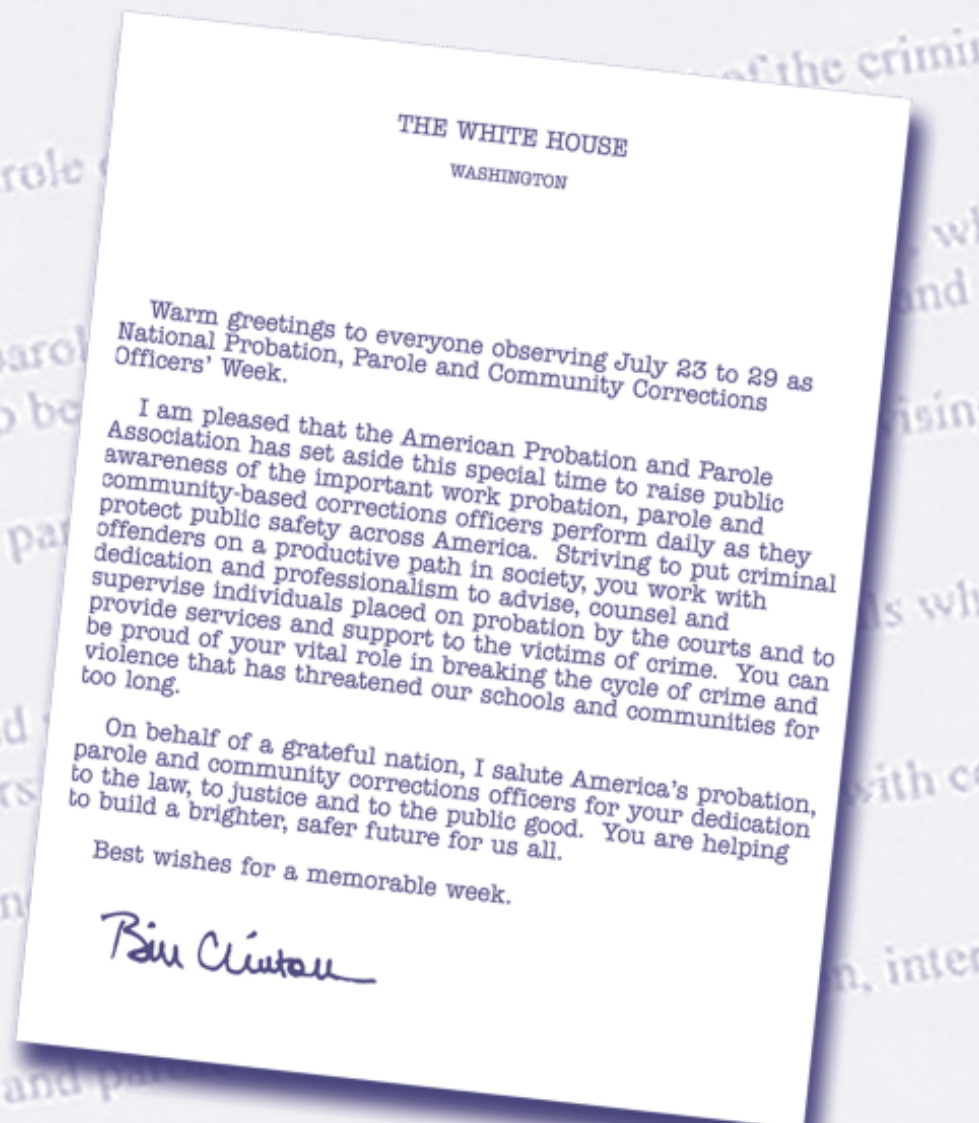 of the crimi
role
THE WHITE HOUSE
WASHINGTON
and
Warm greetings to everyone observing July 23 to 29 as
National Probation, Parole and Community Corrections
Officers' Week.
I am pleased that the American Probation and Parole
Association has set aside this special time to raise public
awareness of the important work probation, parole and
community-based corrections officers perform daily as they
protect public safety across America. Striving to put criminal
offenders on a productive path in society, you work with
dedication and professionalism to advise, counsel and
supervise individuals placed on probation by the courts and to
provide services and support to the victims of crime. You can
be proud of your vital role in breaking the cycle of crime and
violence that has threatened our schools and communities for
too long.
On behalf of a grateful nation, I salute America's probation,
parole and community corrections officers for your dedication
to the law, to justice and to the public good. You are helping
to build a brighter, safer future for us all.
Best wishes for a memorable week.
Bill Clinton
with
and